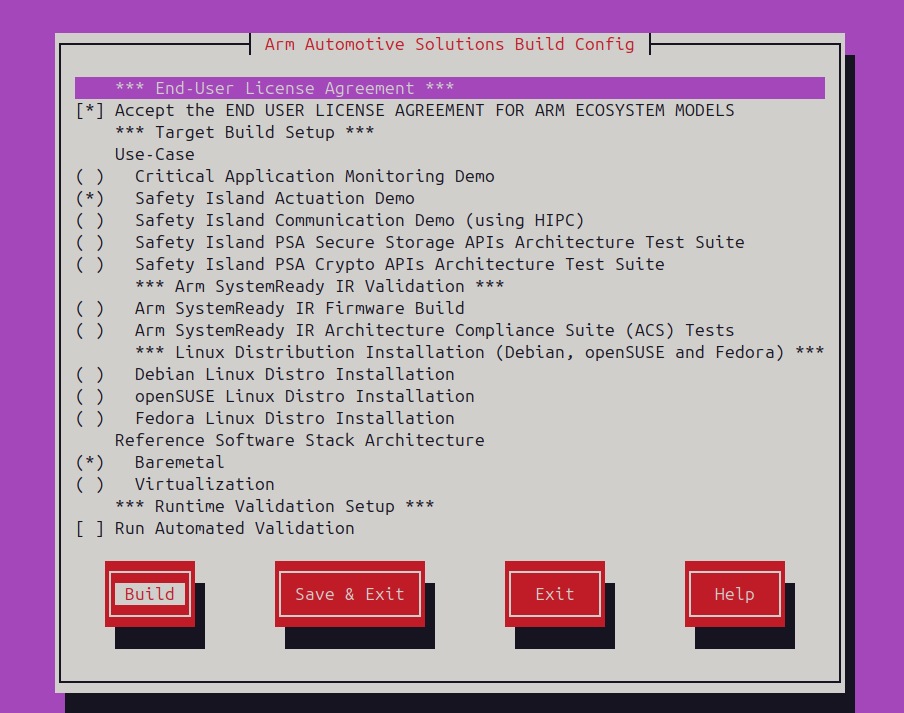 Arm Automotive Solutions Build Config
*** End-User License Agreement ***
[*] Accept the END USER LICENSE AGREEMENT FOR ARM ECOSYSTEM MODELS
*** Target Build Setup ***
Use-Case
( ) Critical Application Monitoring Demo
(*) Safety Island Actuation Demo
( ) Safety Island Communication Demo (using HIPC)
( ) Safety Island PSA Secure Storage APIs Architecture Test Suite
( ) Safety Island PSA Crypto APIs Architecture Test Suite
*** Arm SystemReady IR Validation ***
( ) Arm SystemReady IR Firmware Build
( ) Arm SystemReady IR Architecture Compliance Suite (ACS) Tests
*** Linux Distribution Installation (Debian, openSUSE and Fedora) ***
( ) Debian Linux Distro Installation
( ) openSUSE Linux Distro Installation
( ) Fedora Linux Distro Installation
Reference Software Stack Architecture
(*) Baremetal
( ) Virtualization
*** Runtime Validation Setup ***
[ ] Run Automated Validation
Build Save & Exit Exit Help